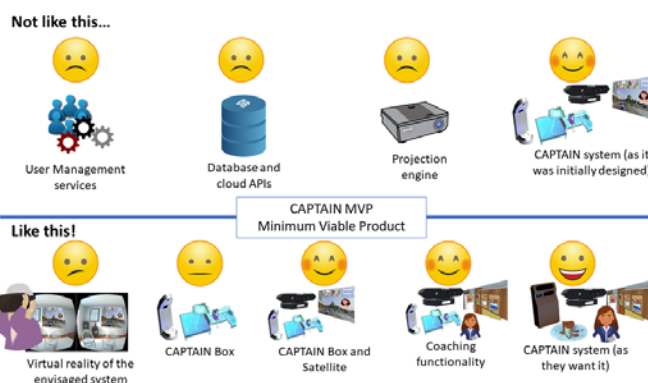 Not like this...
User Management
services
Database and
cloud APIs
Projection
engine
CAPTAIN system (as it
was initially designed)
CAPTAIN MVP
Minimum Viable Product
Like this!
Virtual reality of the
envisaged system
CAPTAIN Box
CAPTAIN Box and
Satellite
Coaching
functionality
CAPTAIN system (as
they want it)